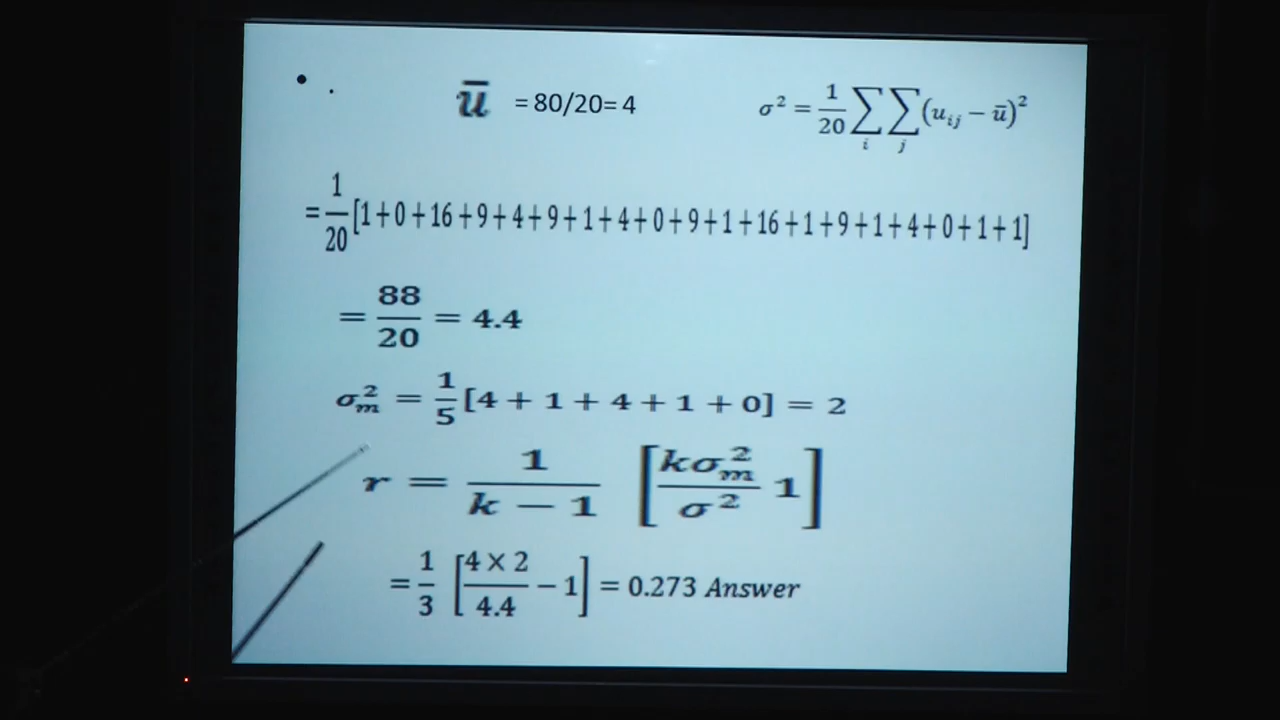 ū = 80/20= 4
σ² = 1/20 ∑i ∑j (uij − ū)²
= 1/20 [1+0+16+9+4+9+1+4+0+9+1+16+1+9+1+4+0+1+1]
= 88/20 = 4.4
σm² = 1/5 [4 + 1 + 4 + 1 + 0] = 2
r = 1/(k − 1) [kσm²/σ² 1]
= 1/3 [4 × 2/4.4 − 1] = 0.273 Answer